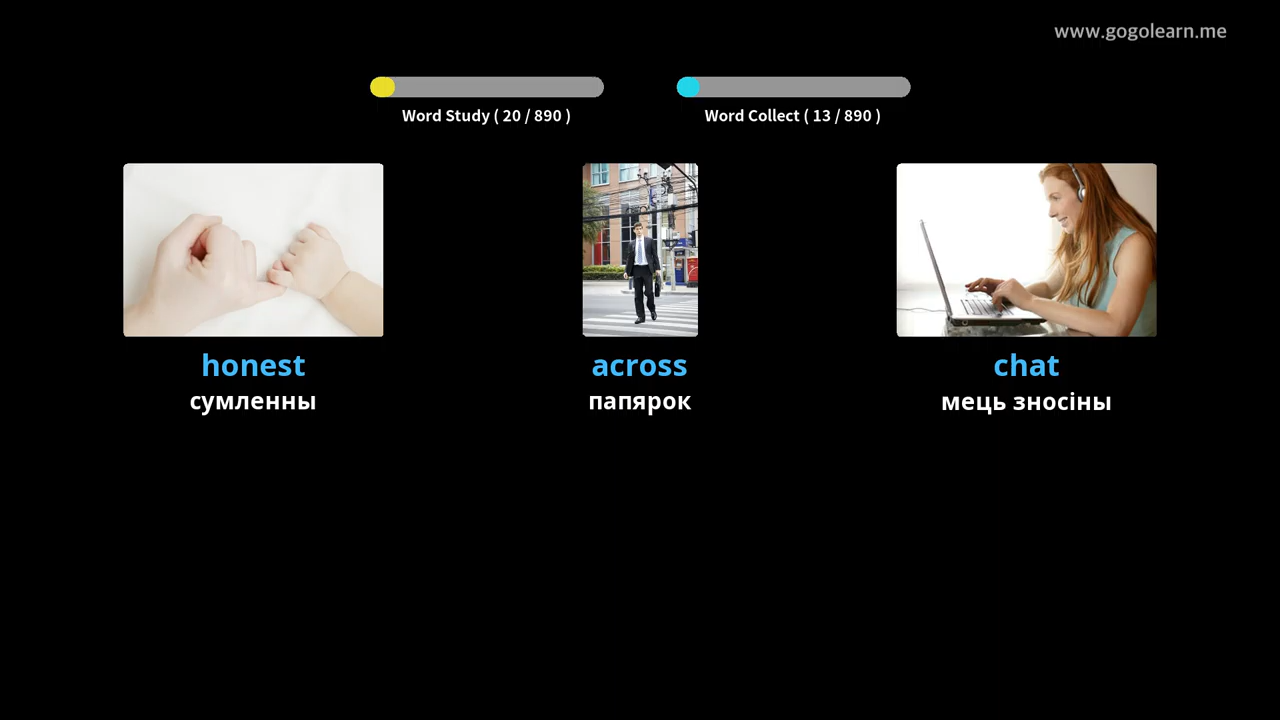 www.gogolearn.me
Word Study ( 20 / 890 )
Word Collect ( 13 / 890 )
honest
across
chat
сумленны
папярок
мець зносіны